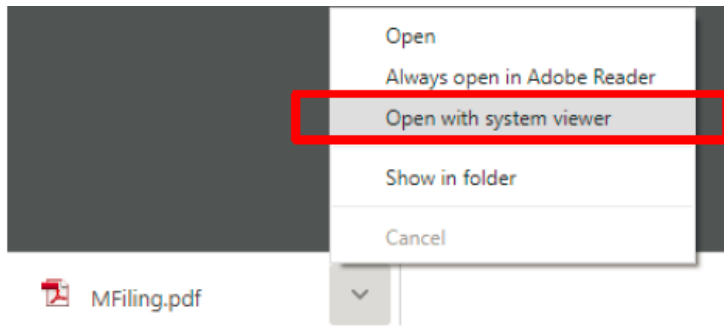 Open
Always open in Adobe Reader
Open with system viewer
Show in folder
Cancel
MFiling.pdf